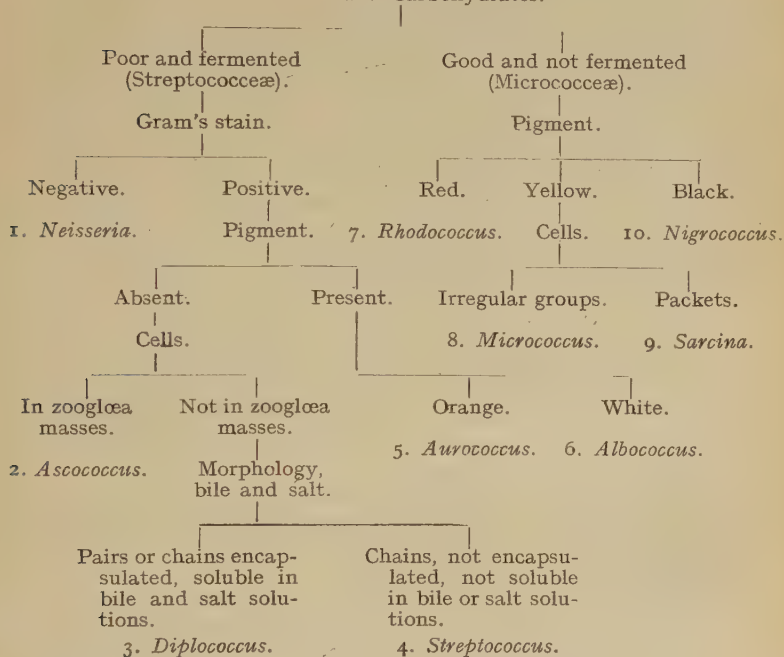 Poor and fermented Good and not fermented
(Streptococceæ). (Micrococceæ).
Gram's stain. Pigment.
Negative. Positive. Red. Yellow. Black.
1. Neisseria. Pigment. 7. Rhodococcus. Cells. 10. Nigrococcus.
Absent. Present. Irregular groups. Packets.
Cells. 8. Micrococcus. 9. Sarcina.
In zooglœa Not in zooglœa Orange. White.
masses. masses.
5. Aurococcus. 6. Albococcus.
2. Ascococcus. Morphology,
bile and salt.
Pairs or chains encap- Chains, not encapsu-
sulated, soluble in lated, not soluble
bile and salt solu- in bile or salt solu-
tions. tions.
3. Diplococcus. 4. Streptococcus.